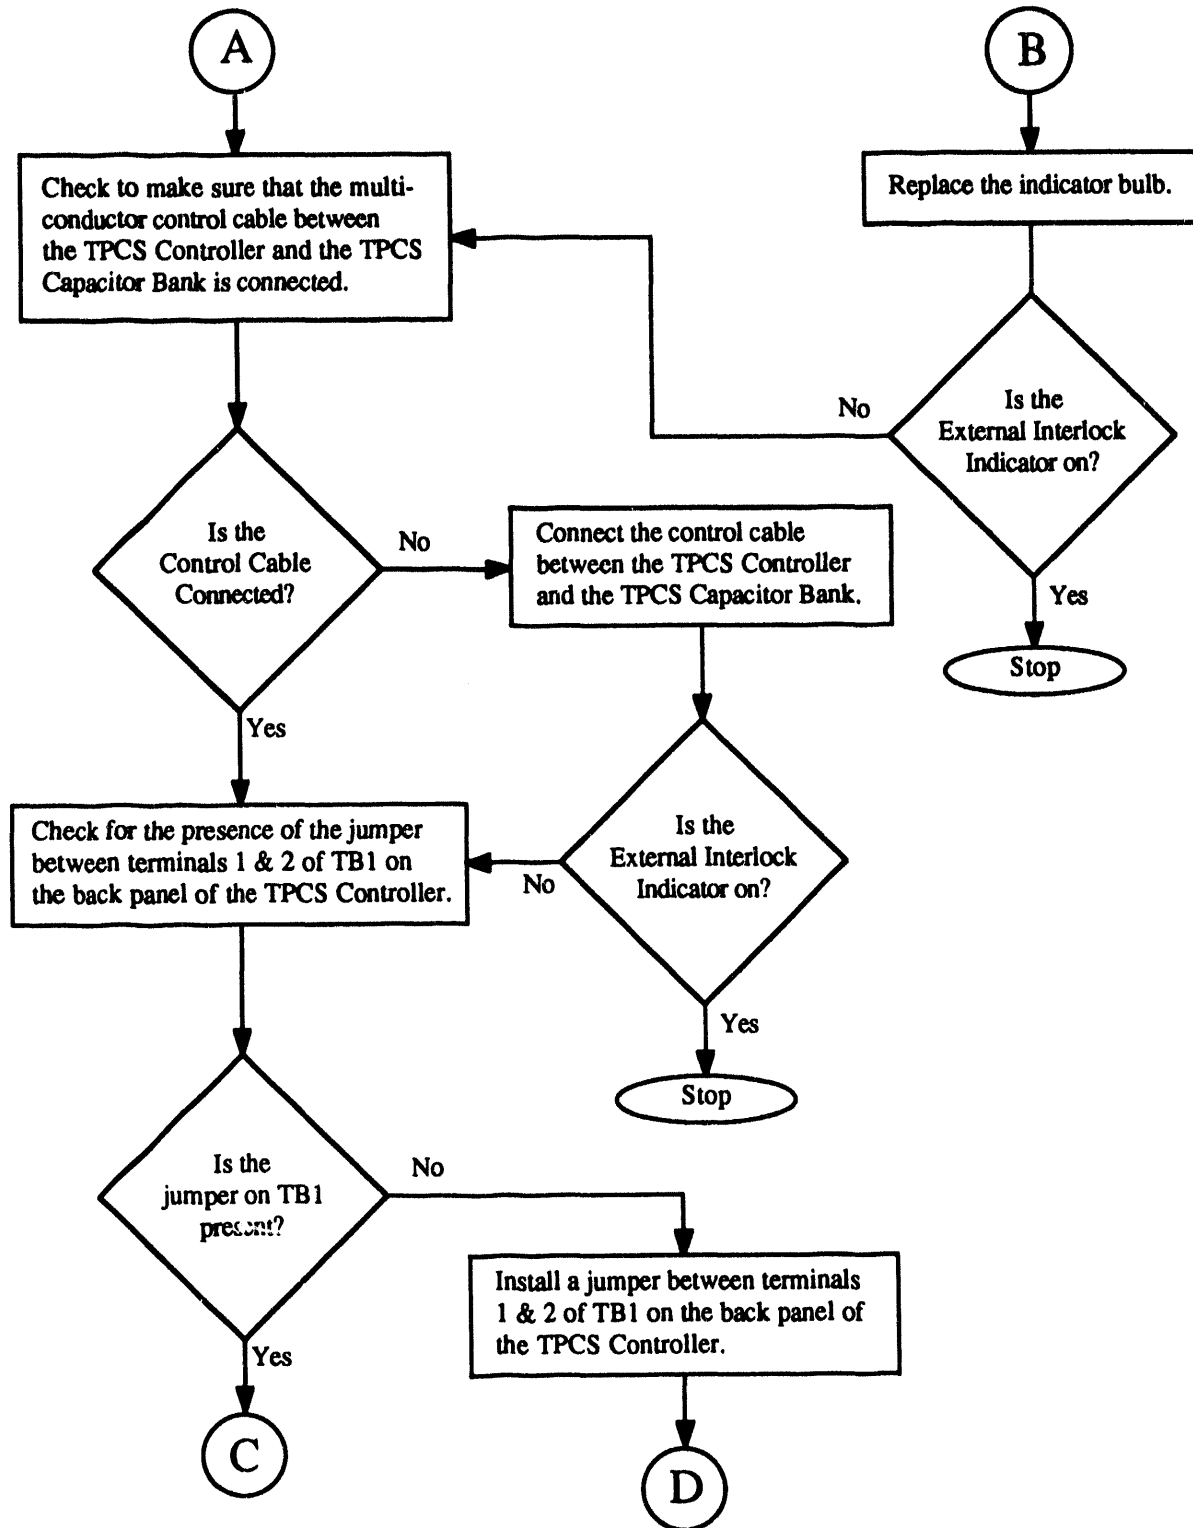 A
B
Check to make sure that the multi-
conductor control cable between
the TPCS Controller and the TPCS
Capacitor Bank is connected.
Replace the indicator bulb.
No
Is the
External Interlock
Indicator on?
Yes
Stop
Is the
Control Cable
Connected?
No
Connect the control cable
between the TPCS Controller
and the TPCS Capacitor Bank.
Yes
Check for the presence of the jumper
between terminals 1 & 2 of TB1 on
the back panel of the TPCS Controller.
No
Is the
External Interlock
Indicator on?
Yes
Stop
Is the
jumper on TB1
present?
No
Install a jumper between terminals
1 & 2 of TB1 on the back panel of
the TPCS Controller.
Yes
C
D